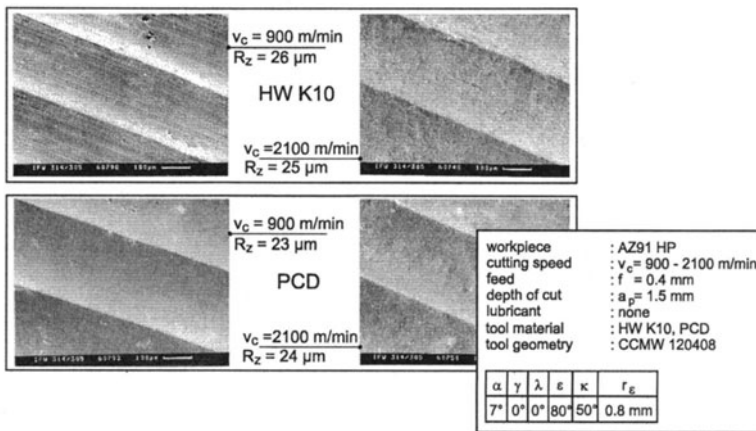 v_c = 900 m/min
R_z = 26 µm
HW K10
v_c =2100 m/min
R_z = 25 µm
100µm
v_c = 900 m/min
R_z = 23 µm
PCD
v_c =2100 m/min
R_z = 24 µm
workpiece : AZ91 HP
cutting speed : v_c= 900 - 2100 m/min
feed : f = 0.4 mm
depth of cut : a_p= 1.5 mm
lubricant : none
tool material : HW K10, PCD
tool geometry : CCMW 120408
α γ λ ε κ r_ε
7° 0° 0° 80° 50° 0.8 mm